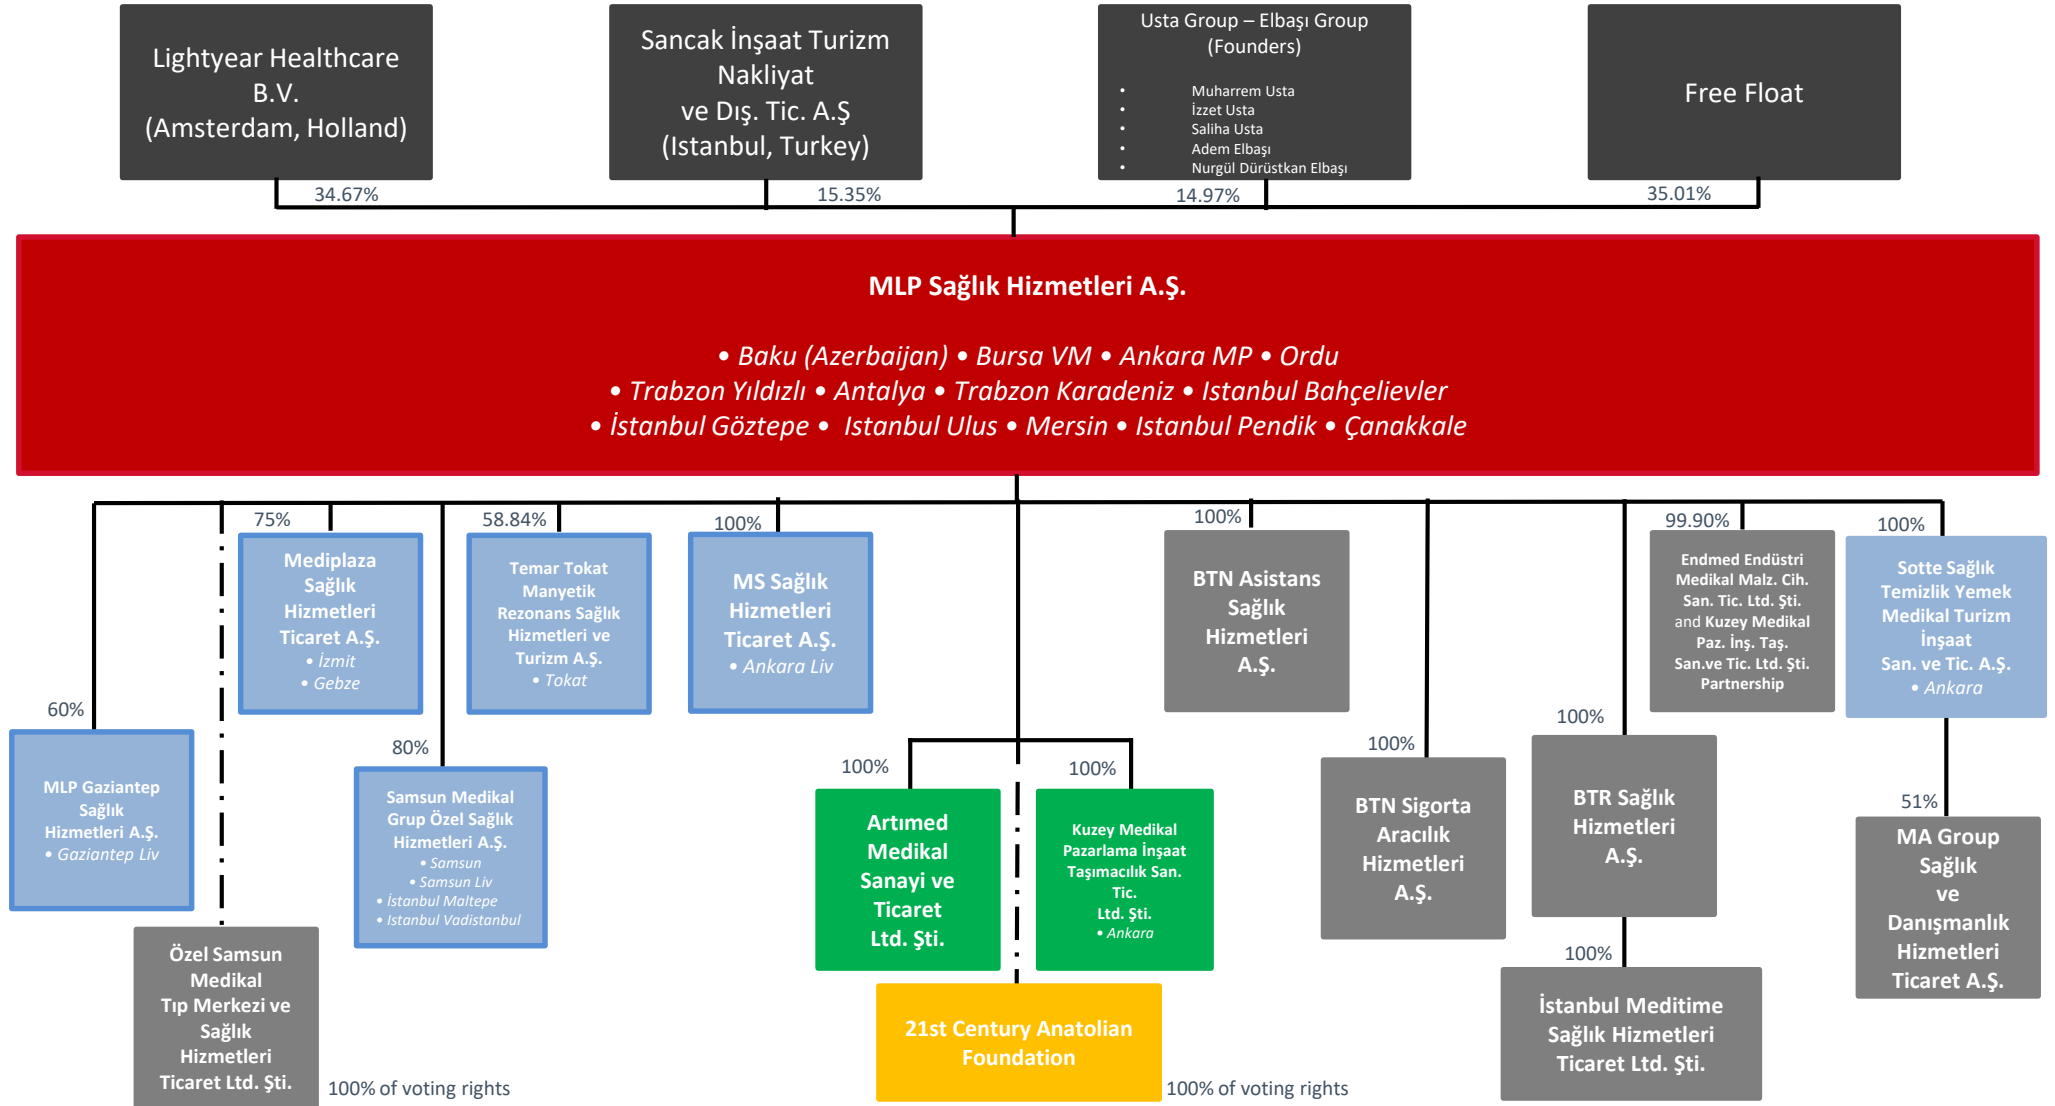 Lightyear Healthcare
B.V.
(Amsterdam, Holland)
Sancak İnşaat Turizm
Nakliyat
ve Dış. Tic. A.Ş
(Istanbul, Turkey)
Usta Group – Elbaşı Group
(Founders)
• Muharrem Usta
• İzzet Usta
• Saliha Usta
• Adem Elbaşı
• Nurgül Dürüstkan Elbaşı
Free Float
34.67%
15.35%
14.97%
35.01%
MLP Sağlık Hizmetleri A.Ş.
• Baku (Azerbaijan) • Bursa VM • Ankara MP • Ordu
• Trabzon Yıldızlı • Antalya • Trabzon Karadeniz • Istanbul Bahçelievler
• İstanbul Göztepe • Istanbul Ulus • Mersin • Istanbul Pendik • Çanakkale
75%
Mediplaza
Sağlık
Hizmetleri
Ticaret A.Ş.
• İzmit
• Gebze
58.84%
Temar Tokat
Manyetik
Rezonans Sağlık
Hizmetleri ve
Turizm A.Ş.
• Tokat
100%
MS Sağlık
Hizmetleri
Ticaret A.Ş.
• Ankara Liv
100%
BTN Asistans
Sağlık
Hizmetleri
A.Ş.
99.90%
Endmed Endüstri
Medikal Malz. Cih.
San. Tic. Ltd. Şti.
and Kuzey Medikal
Paz. İnş. Taş.
San.ve Tic. Ltd. Şti.
Partnership
100%
Sotte Sağlık
Temizlik Yemek
Medikal Turizm
İnşaat
San. ve Tic. A.Ş.
• Ankara
60%
MLP Gaziantep
Sağlık
Hizmetleri A.Ş.
• Gaziantep Liv
80%
Samsun Medikal
Grup Özel Sağlık
Hizmetleri A.Ş.
• Samsun
• Samsun Liv
• İstanbul Maltepe
• Istanbul Vadistanbul
100%
Artımed
Medikal
Sanayi ve
Ticaret
Ltd. Şti.
100%
Kuzey Medikal
Pazarlama İnşaat
Taşımacılık San.
Tic.
Ltd. Şti.
• Ankara
100%
BTN Sigorta
Aracılık
Hizmetleri
A.Ş.
100%
BTR Sağlık
Hizmetleri
A.Ş.
51%
MA Group
Sağlık
ve
Danışmanlık
Hizmetleri
Ticaret A.Ş.
Özel Samsun
Medikal
Tıp Merkezi ve
Sağlık
Hizmetleri
Ticaret Ltd. Şti.
100% of voting rights
21st Century Anatolian
Foundation
100% of voting rights
100%
İstanbul Meditime
Sağlık Hizmetleri
Ticaret Ltd. Şti.